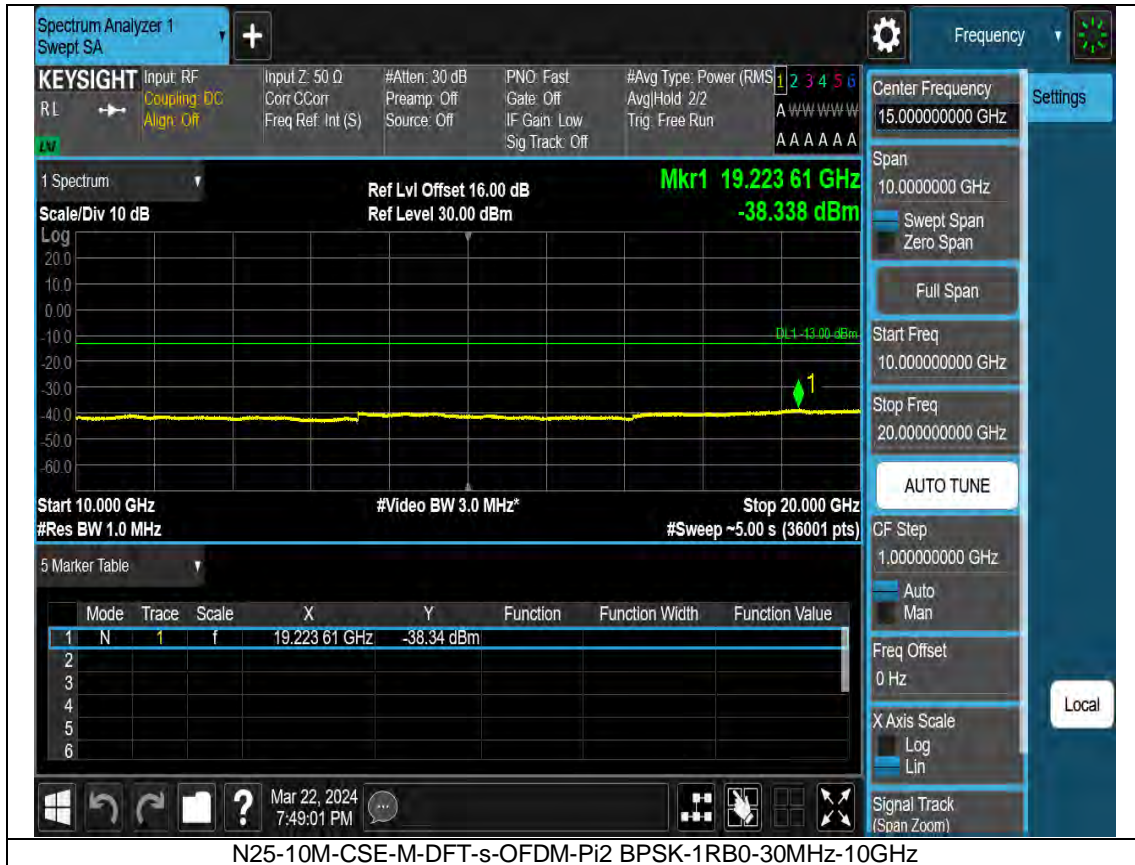 Spectrum Analyzer 1
Swept SA
Frequency
KEYSIGHT
RL
Input: RF
Coupling: DC
Align: Off
Input Z: 50 Ω
Corr CCorr
Freq Ref: Int (S)
#Atten: 30 dB
Preamp: Off
Source: Off
PNO: Fast
Gate: Off
IF Gain: Low
Sig Track: Off
#Avg Type: Power (RMS
Avg|Hold: 2/2
Trig: Free Run
1 2 3 4 5 6
A W W W W W
A A A A A A
1 Spectrum
Scale/Div 10 dB
Ref Lvl Offset 16.00 dB
Ref Level 30.00 dBm
Mkr1 19.223 61 GHz
-38.338 dBm
Log
20.0
10.0
0.00
-10.0
-20.0
-30.0
-40.0
-50.0
-60.0
DL1 -13.00 dBm
1
Start 10.000 GHz
#Res BW 1.0 MHz
#Video BW 3.0 MHz*
Stop 20.000 GHz
#Sweep ~5.00 s (36001 pts)
5 Marker Table
Mode Trace Scale X Y Function Function Width Function Value
1 N 1 f 19.223 61 GHz -38.34 dBm
2
3
4
5
6
Mar 22, 2024
7:49:01 PM
Center Frequency
15.000000000 GHz
Settings
Span
10.0000000 GHz
Swept Span
Zero Span
Full Span
Start Freq
10.000000000 GHz
Stop Freq
20.000000000 GHz
AUTO TUNE
CF Step
1.000000000 GHz
Auto
Man
Freq Offset
0 Hz
X Axis Scale
Log
Lin
Local
Signal Track
(Span Zoom)
N25-10M-CSE-M-DFT-s-OFDM-Pi2 BPSK-1RB0-30MHz-10GHz